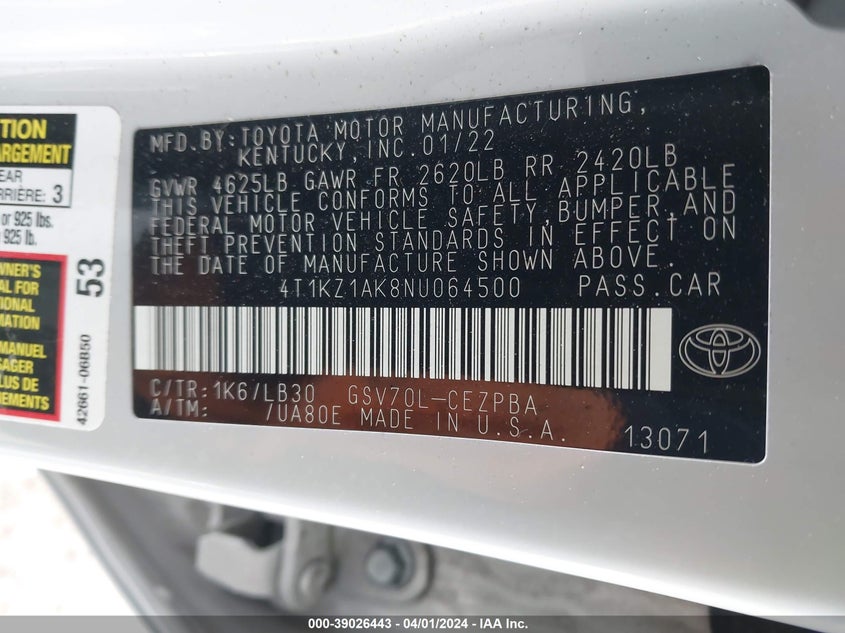 TION
ARGEMENT
EAR
RRIÈRE: 3
or 925 lbs.
925 lb.
WNER'S
AL FOR
TIONAL
MATION
MANUEL
SAGER
LUS DE
TION
53
42661-06B50
MFD.BY:TOYOTA MOTOR MANUFACTURING,
KENTUCKY, INC. 01/22
GVWR 4625LB GAWR FR 2620LB RR 2420LB
THIS VEHICLE CONFORMS TO ALL APPLICABLE
FEDERAL MOTOR VEHICLE SAFETY,BUMPER,AND
THEFT PREVENTION STANDARDS IN EFFECT ON
THE DATE OF MANUFACTURE SHOWN ABOVE.
4T1KZ1AK8NU064500 PASS.CAR
C/TR:1K6/LB30 GSV70L-CEZPBA
A/TM: /UA80E MADE IN U.S.A. 13071
000-39026443 - 04/01/2024 - IAA Inc.